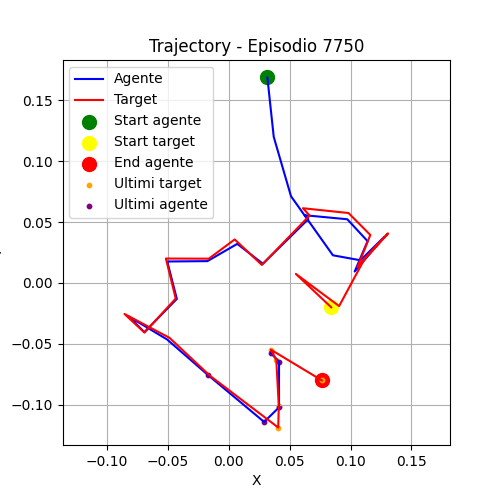 Trajectory - Episodio 7750
Agente
Target
Start agente
Start target
End agente
Ultimi target
Ultimi agente
0.15
0.10
0.05
0.00
−0.05
−0.10
−0.10
−0.05
0.00
0.05
0.10
0.15
X